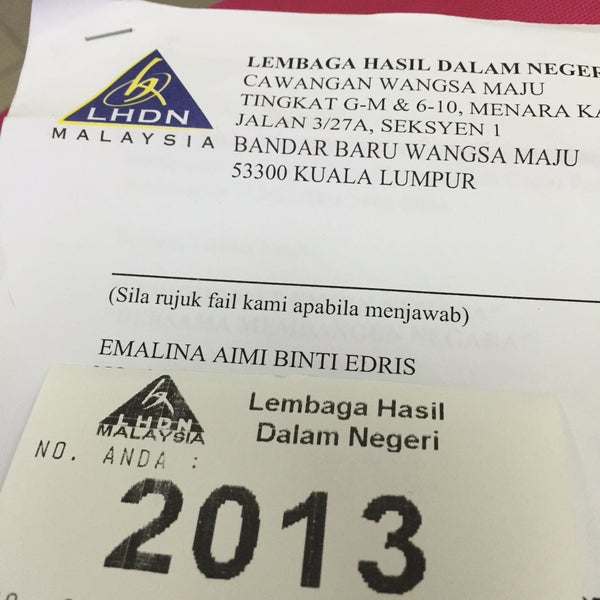 LHDN
MALAYSIA
LEMBAGA HASIL DALAM NEGER
CAWANGAN WANGSA MAJU
TINGKAT G-M & 6-10, MENARA KA
JALAN 3/27A, SEKSYEN 1
BANDAR BARU WANGSA MAJU
53300 KUALA LUMPUR
(Sila rujuk fail kami apabila menjawab)
EMALINA AIMI BINTI EDRIS
LHDN
MALAYSIA
Lembaga Hasil
Dalam Negeri
NO. ANDA :
2013